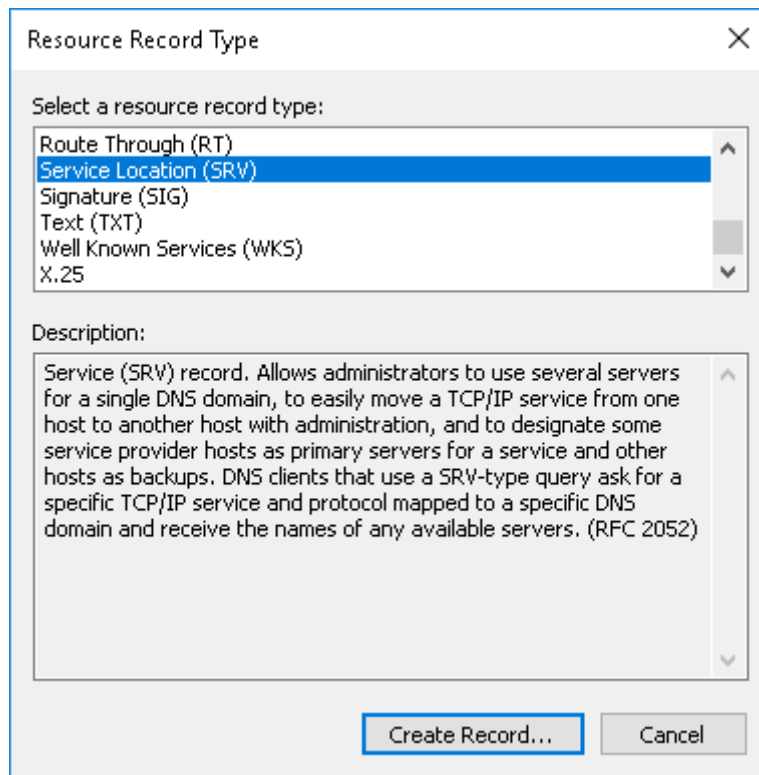 Resource Record Type
Select a resource record type:
Route Through (RT)
Service Location (SRV)
Signature (SIG)
Text (TXT)
Well Known Services (WKS)
X.25
Description:
Service (SRV) record. Allows administrators to use several servers
for a single DNS domain, to easily move a TCP/IP service from one
host to another host with administration, and to designate some
service provider hosts as primary servers for a service and other
hosts as backups. DNS clients that use a SRV-type query ask for a
specific TCP/IP service and protocol mapped to a specific DNS
domain and receive the names of any available servers. (RFC 2052)
Create Record...
Cancel